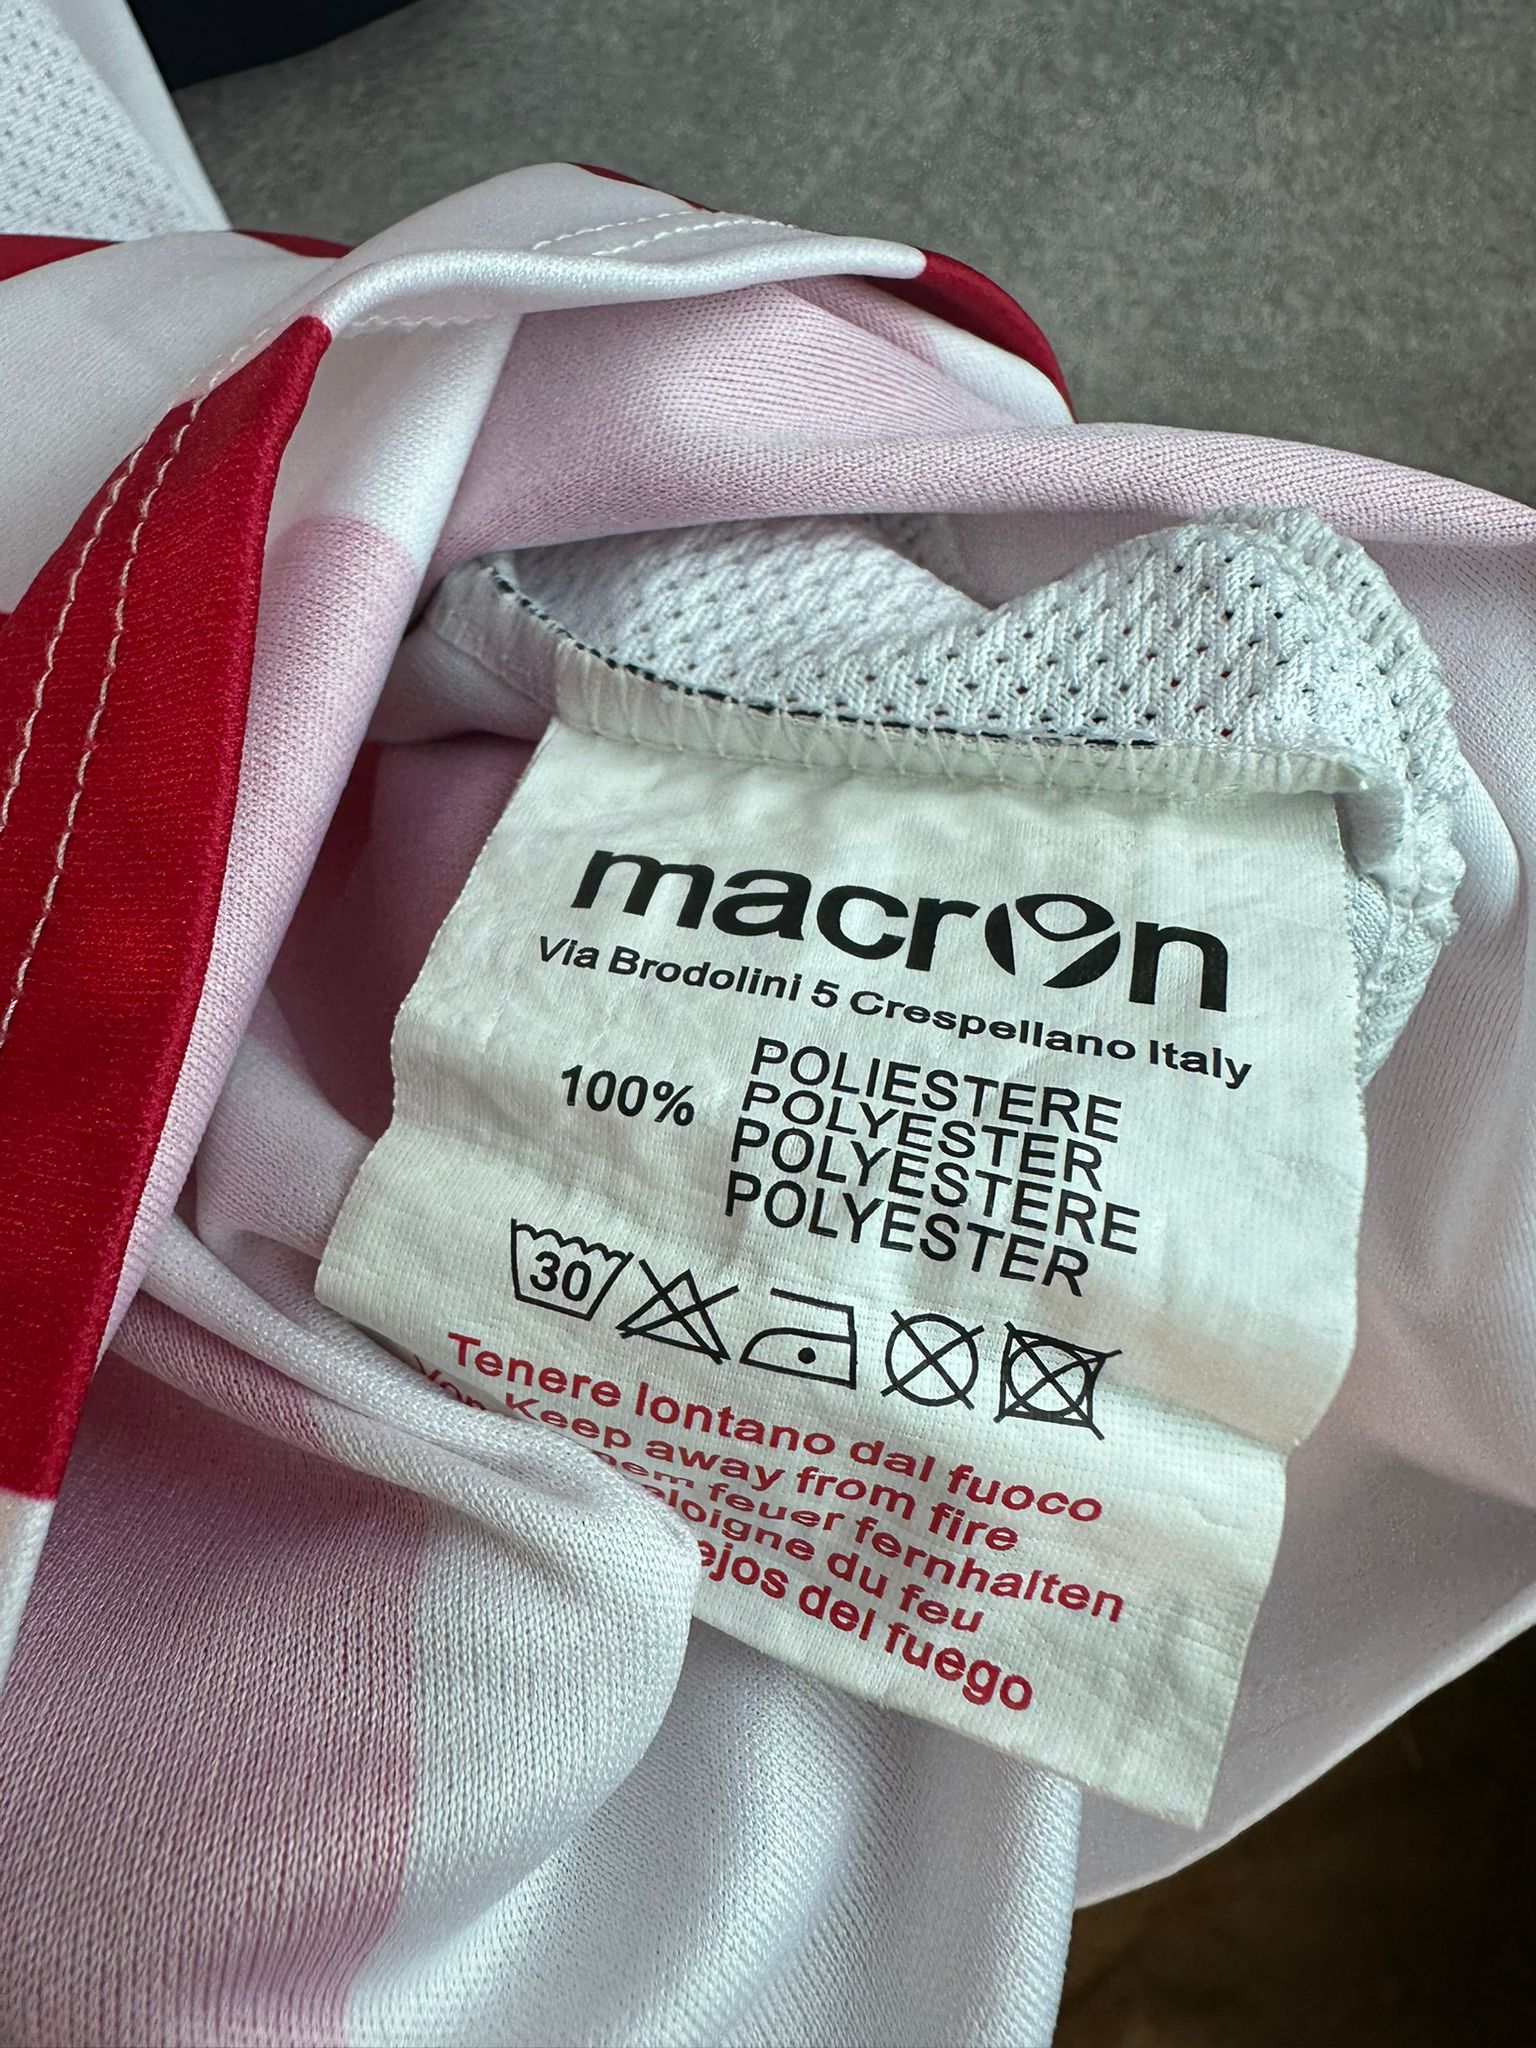 macron
Via Brodolini 5 Crespellano Italy
100%
POLIESTERE
POLYESTER
POLYESTERE
POLYESTER
30
Tenere lontano dal fuoco
Keep away from fire
feuer fernhalten
du feu
del fuego